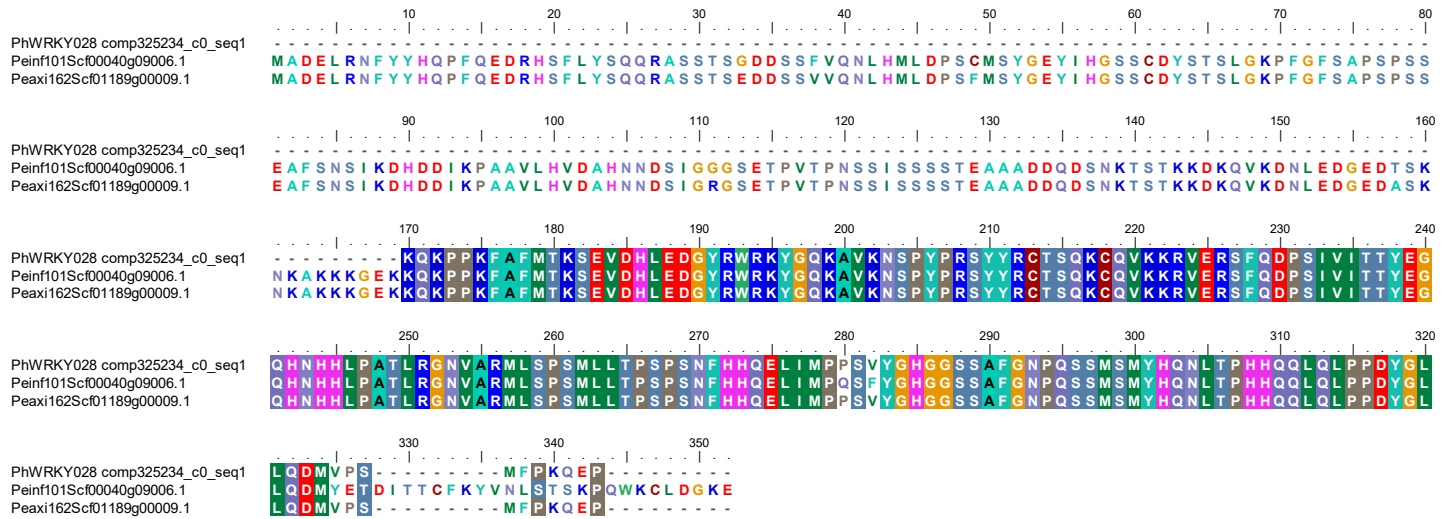 10 20 30 40 50 60 70 80
PhWRKY028 comp325234_c0_seq1 - - - - - - - - - - - - - - - - - - - - - - - - - - - - - - - - - - - - - - - - - - - - - - - - - - - - - - - - - - - - - - - - - - - - - - - - - - - - - - - -
Peinf101Scf00040g09006.1 MADELRNFYYHQPFQEDRHSFLYSQQRASSTSGDDSSFVQNLHMLDPSCMSYGEYIHGSSCDYSTSLGKPFGFSAPSPSS
Peaxi162Scf01189g00009.1 MADELRNFYYHQPFQEDRHSFLYSQQRASSTSEDDSSVVQNLHMLDPSFMSYGEYIHGSSCDYSTSLGKPFGFSAPSPSS
90 100 110 120 130 140 150 160
PhWRKY028 comp325234_c0_seq1 - - - - - - - - - - - - - - - - - - - - - - - - - - - - - - - - - - - - - - - - - - - - - - - - - - - - - - - - - - - - - - - - - - - - - - - - - - - - - - - -
Peinf101Scf00040g09006.1 EAFSNSIKDHDDIKPAAVLHVDAHNNDSIGGGSETPVTPNSSISSSSTEAAADDQDSNKTSTKKDKQVKDNLEDGEDTSK
Peaxi162Scf01189g00009.1 EAFSNSIKDHDDIKPAAVLHVDAHNNDSIGRGSETPVTPNSSISSSSTEAAADDQDSNKTSTKKDKQVKDNLEDGEDASK
170 180 190 200 210 220 230 240
PhWRKY028 comp325234_c0_seq1 ---------KQKPPKFAFMTKSEVDHLEDGYRWRKYGQKAVKNSPYPRSYYRCTSQKCQVKKRVERSFQDPSIVITTYEG
Peinf101Scf00040g09006.1 NKAKKKGEKKQKPPKFAFMTKSEVDHLEDGYRWRKYGQKAVKNSPYPRSYYRCTSQKCQVKKRVERSFQDPSIVITTYEG
Peaxi162Scf01189g00009.1 NKAKKKGEKKQKPPKFAFMTKSEVDHLEDGYRWRKYGQKAVKNSPYPRSYYRCTSQKCQVKKRVERSFQDPSIVITTYEG
250 260 270 280 290 300 310 320
PhWRKY028 comp325234_c0_seq1 QHNHHLPATLRGNVARMLSPSMLLTPSPSNFHHQELIMPPSVYGHGGSSAFGNPQSSMSMYHQNLTPHHQQLQLPPDYGL
Peinf101Scf00040g09006.1 QHNHHLPATLRGNVARMLSPSMLLTPSPSNFHHQELIMPQSFYGHGGSSAFGNPQSSMSMYHQNLTPHHQQLQLPPDYGL
Peaxi162Scf01189g00009.1 QHNHHLPATLRGNVARMLSPSMLLTPSPSNFHHQELIMPPSVYGHGGSSAFGNPQSSMSMYHQNLTPHHQQLQLPPDYGL
330 340 350
PhWRKY028 comp325234_c0_seq1 LQDMVPS---------MFPKQEP---------
Peinf101Scf00040g09006.1 LQDMYETDITTCFKYVNLSTSKPQWKCLDGKE
Peaxi162Scf01189g00009.1 LQDMVPS---------MFPKQEP---------